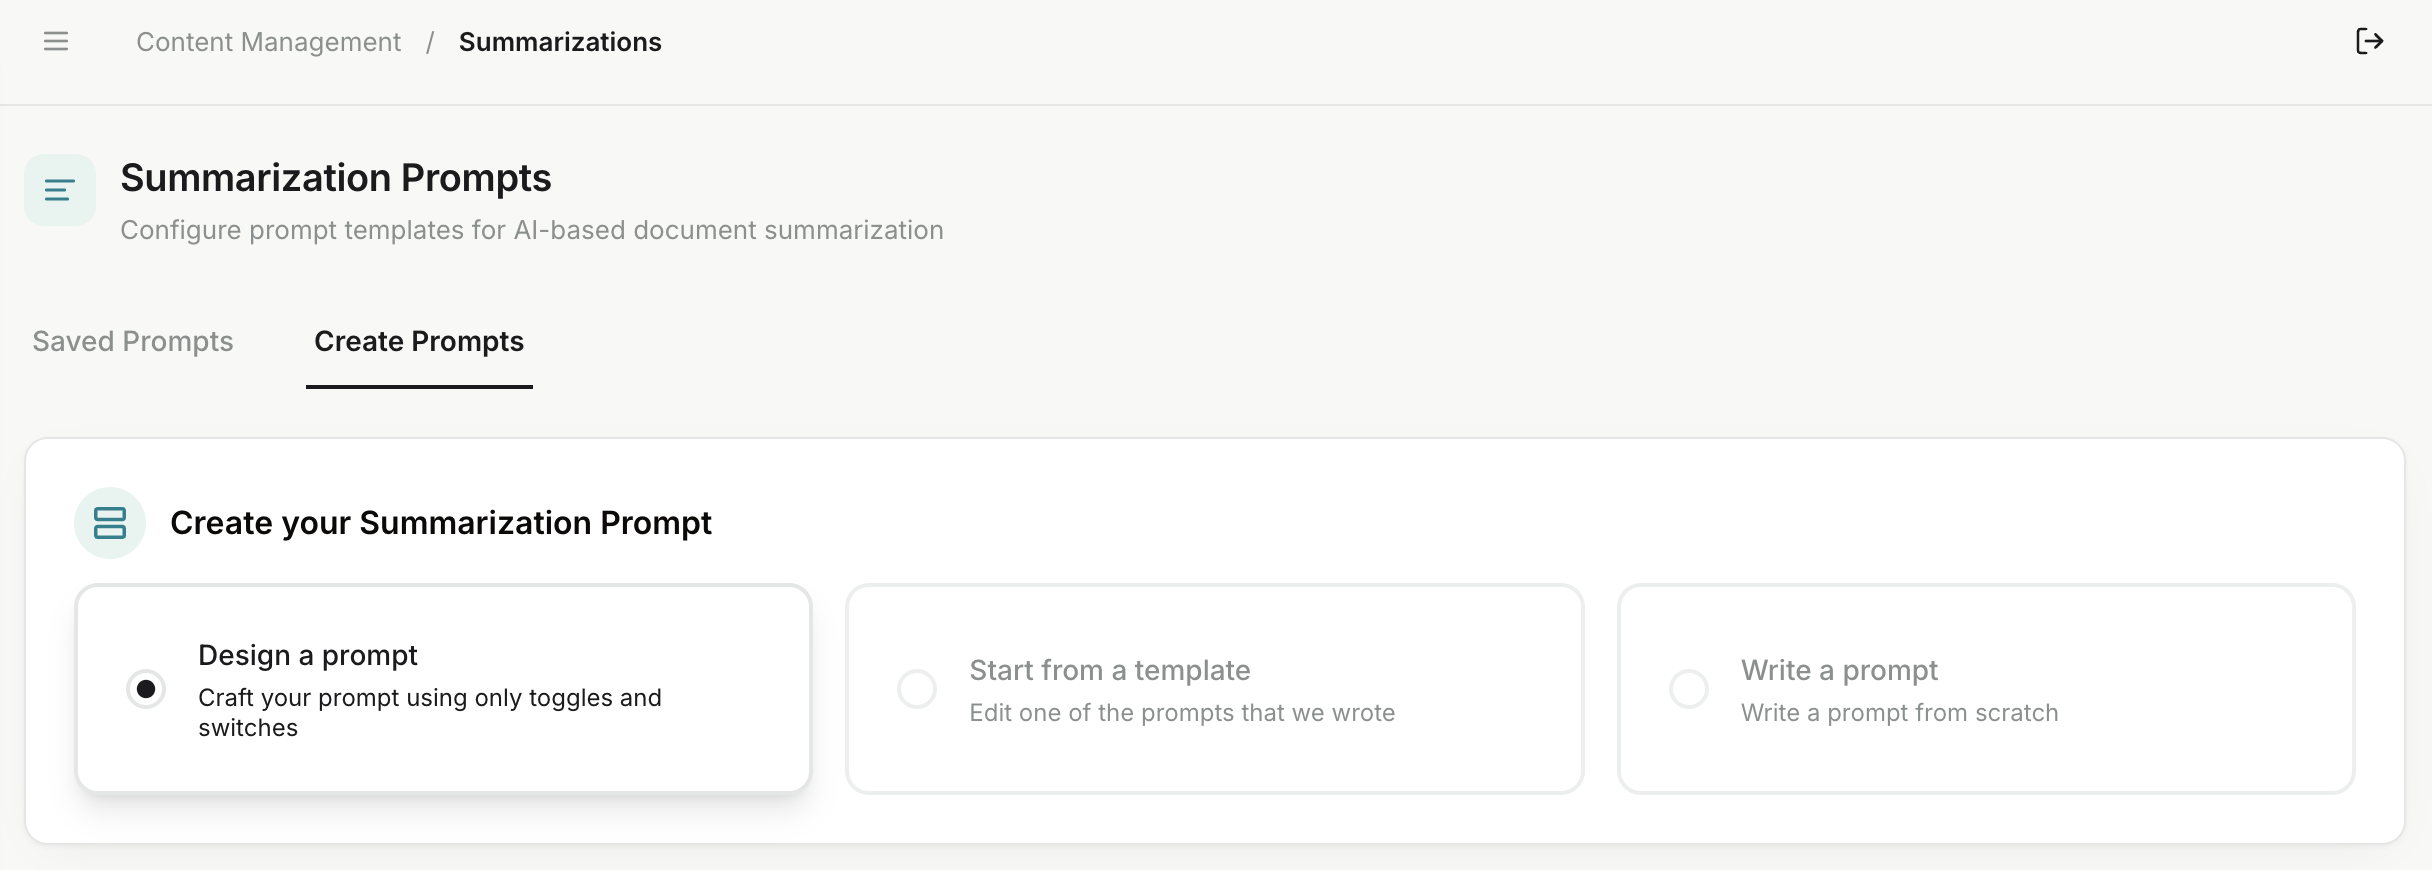 Content Management / Summarizations
Summarization Prompts
Configure prompt templates for AI-based document summarization
Saved Prompts
Create Prompts
Create your Summarization Prompt
Design a prompt
Craft your prompt using only toggles and
switches
Start from a template
Edit one of the prompts that we wrote
Write a prompt
Write a prompt from scratch